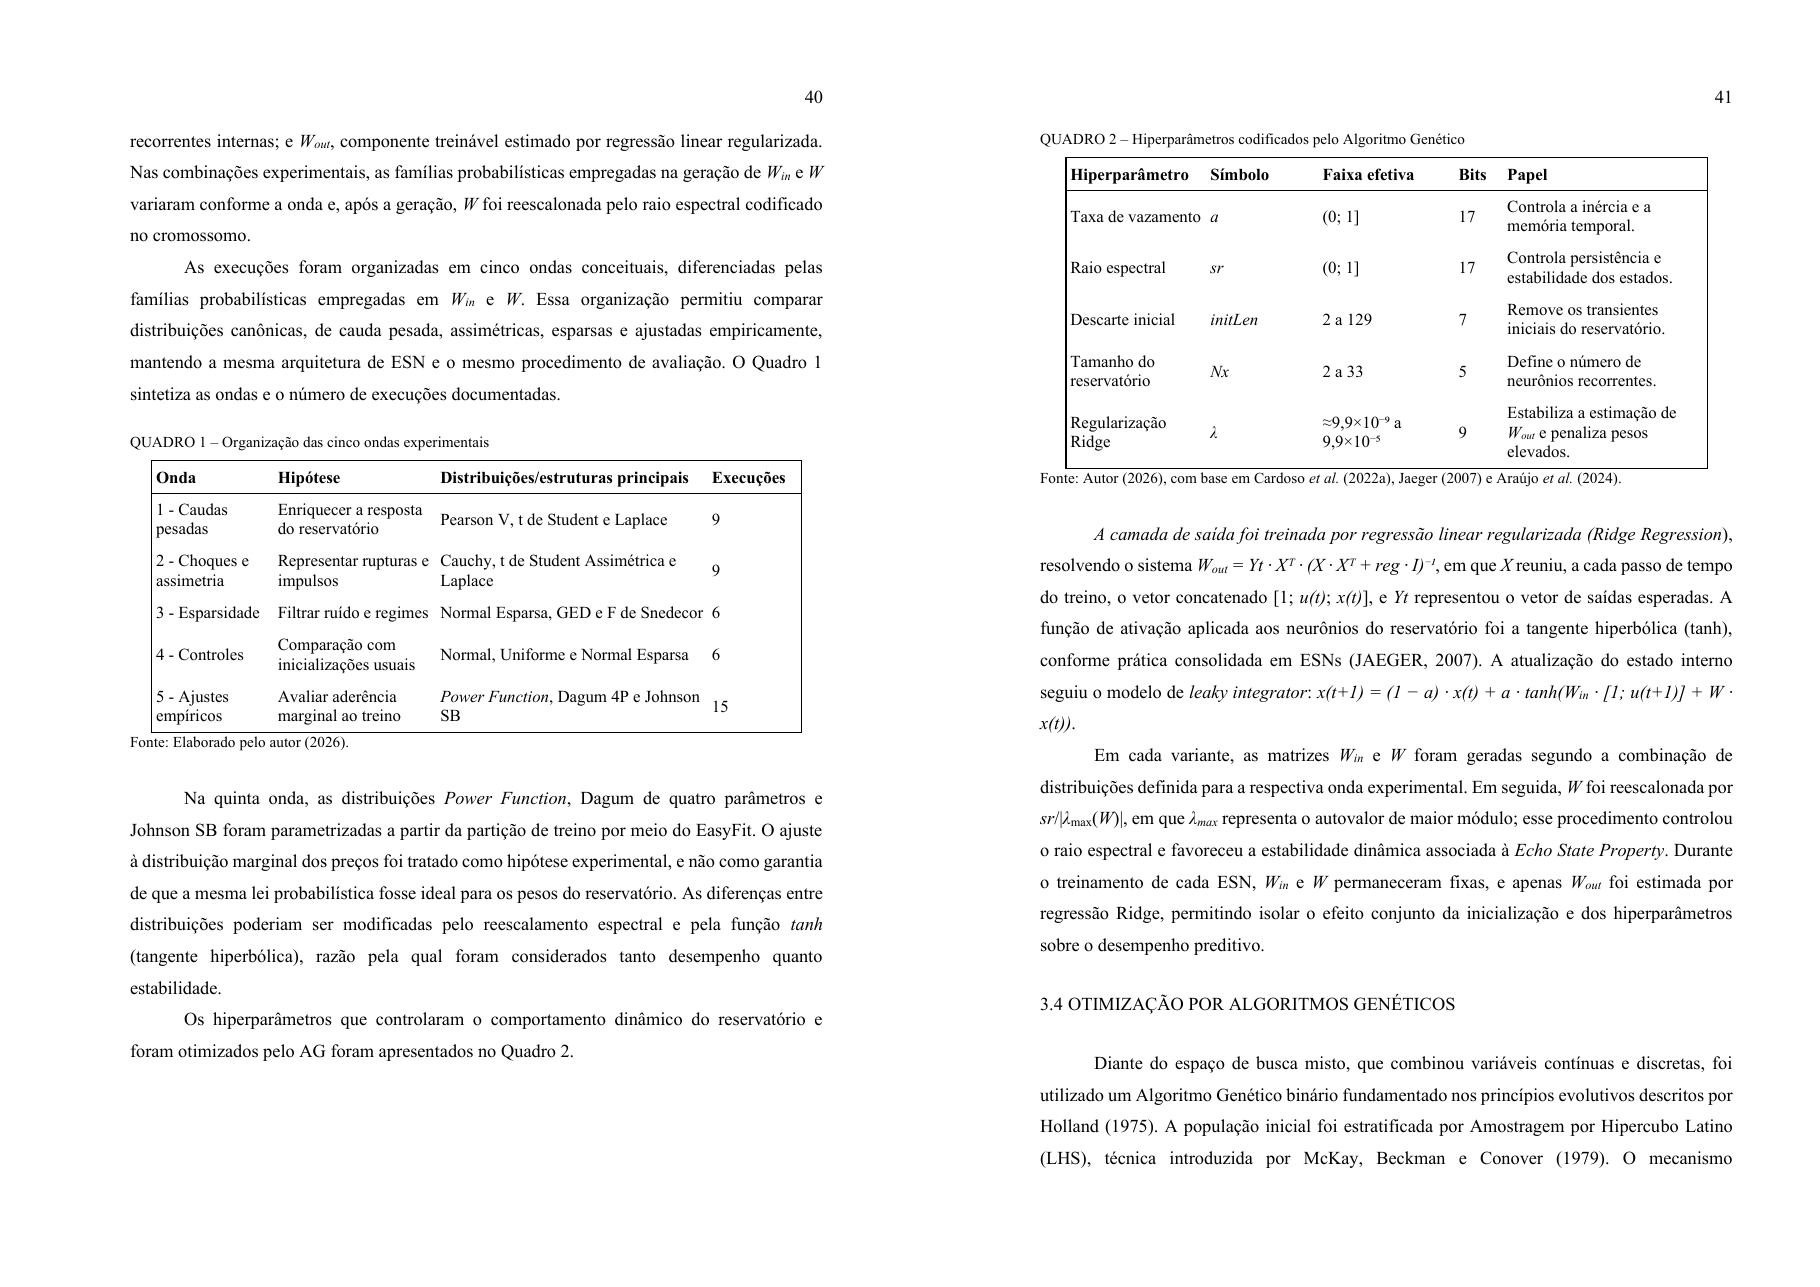 40
recorrentes internas; e Wout, componente treinável estimado por regressão linear regularizada.
Nas combinações experimentais, as famílias probabilísticas empregadas na geração de Win e W
variaram conforme a onda e, após a geração, W foi reescalonada pelo raio espectral codificado
no cromossomo.
As execuções foram organizadas em cinco ondas conceituais, diferenciadas pelas
famílias probabilísticas empregadas em Win e W. Essa organização permitiu comparar
distribuições canônicas, de cauda pesada, assimétricas, esparsas e ajustadas empiricamente,
mantendo a mesma arquitetura de ESN e o mesmo procedimento de avaliação. O Quadro 1
sintetiza as ondas e o número de execuções documentadas.
QUADRO 1 – Organização das cinco ondas experimentais
Onda Hipótese Distribuições/estruturas principais Execuções
1 - Caudas pesadas Enriquecer a resposta do reservatório Pearson V, t de Student e Laplace 9
2 - Choques e assimetria Representar rupturas e impulsos Cauchy, t de Student Assimétrica e Laplace 9
3 - Esparsidade Filtrar ruído e regimes Normal Esparsa, GED e F de Snedecor 6
4 - Controles Comparação com inicializações usuais Normal, Uniforme e Normal Esparsa 6
5 - Ajustes empíricos Avaliar aderência marginal ao treino Power Function, Dagum 4P e Johnson SB 15
Fonte: Elaborado pelo autor (2026).
Na quinta onda, as distribuições Power Function, Dagum de quatro parâmetros e
Johnson SB foram parametrizadas a partir da partição de treino por meio do EasyFit. O ajuste
à distribuição marginal dos preços foi tratado como hipótese experimental, e não como garantia
de que a mesma lei probabilística fosse ideal para os pesos do reservatório. As diferenças entre
distribuições poderiam ser modificadas pelo reescalamento espectral e pela função tanh
(tangente hiperbólica), razão pela qual foram considerados tanto desempenho quanto
estabilidade.
Os hiperparâmetros que controlaram o comportamento dinâmico do reservatório e
foram otimizados pelo AG foram apresentados no Quadro 2.
41
QUADRO 2 – Hiperparâmetros codificados pelo Algoritmo Genético
Hiperparâmetro Símbolo Faixa efetiva Bits Papel
Taxa de vazamento a (0; 1] 17 Controla a inércia e a memória temporal.
Raio espectral sr (0; 1] 17 Controla persistência e estabilidade dos estados.
Descarte inicial initLen 2 a 129 7 Remove os transientes iniciais do reservatório.
Tamanho do reservatório Nx 2 a 33 5 Define o número de neurônios recorrentes.
Regularização Ridge λ ≈9,9×10⁻⁹ a 9,9×10⁻⁵ 9 Estabiliza a estimação de Wout e penaliza pesos elevados.
Fonte: Autor (2026), com base em Cardoso et al. (2022a), Jaeger (2007) e Araújo et al. (2024).
A camada de saída foi treinada por regressão linear regularizada (Ridge Regression),
resolvendo o sistema Wout = Yt · Xᵀ · (X · Xᵀ + reg · I)⁻¹, em que X reuniu, a cada passo de tempo
do treino, o vetor concatenado [1; u(t); x(t)], e Yt representou o vetor de saídas esperadas. A
função de ativação aplicada aos neurônios do reservatório foi a tangente hiperbólica (tanh),
conforme prática consolidada em ESNs (JAEGER, 2007). A atualização do estado interno
seguiu o modelo de leaky integrator: x(t+1) = (1 − a) · x(t) + a · tanh(Win · [1; u(t+1)] + W ·
x(t)).
Em cada variante, as matrizes Win e W foram geradas segundo a combinação de
distribuições definida para a respectiva onda experimental. Em seguida, W foi reescalonada por
sr/|λmax(W)|, em que λmax representa o autovalor de maior módulo; esse procedimento controlou
o raio espectral e favoreceu a estabilidade dinâmica associada à Echo State Property. Durante
o treinamento de cada ESN, Win e W permaneceram fixas, e apenas Wout foi estimada por
regressão Ridge, permitindo isolar o efeito conjunto da inicialização e dos hiperparâmetros
sobre o desempenho preditivo.
3.4 OTIMIZAÇÃO POR ALGORITMOS GENÉTICOS
Diante do espaço de busca misto, que combinou variáveis contínuas e discretas, foi
utilizado um Algoritmo Genético binário fundamentado nos princípios evolutivos descritos por
Holland (1975). A população inicial foi estratificada por Amostragem por Hipercubo Latino
(LHS), técnica introduzida por McKay, Beckman e Conover (1979). O mecanismo